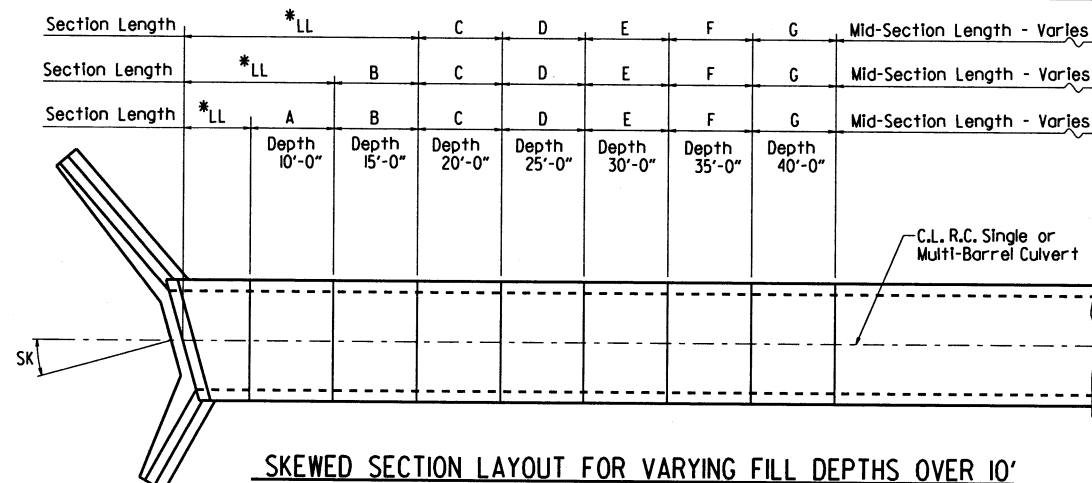 Section Length *LL C D E F G Mid-Section Length - Varies
Section Length *LL B C D E F G Mid-Section Length - Varies
Section Length *LL A B C D E F G Mid-Section Length - Varies
Depth 10'-0" Depth 15'-0" Depth 20'-0" Depth 25'-0" Depth 30'-0" Depth 35'-0" Depth 40'-0"
C.L. R.C. Single or
Multi-Barrel Culvert
SK
SKEWED SECTION LAYOUT FOR VARYING FILL DEPTHS OVER 10'